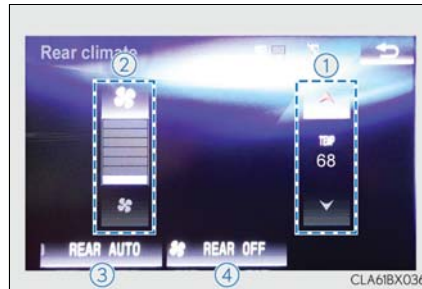 Rear climate
②
①
TEMP
68
REAR AUTO
REAR OFF
③
④
CLA61BX036